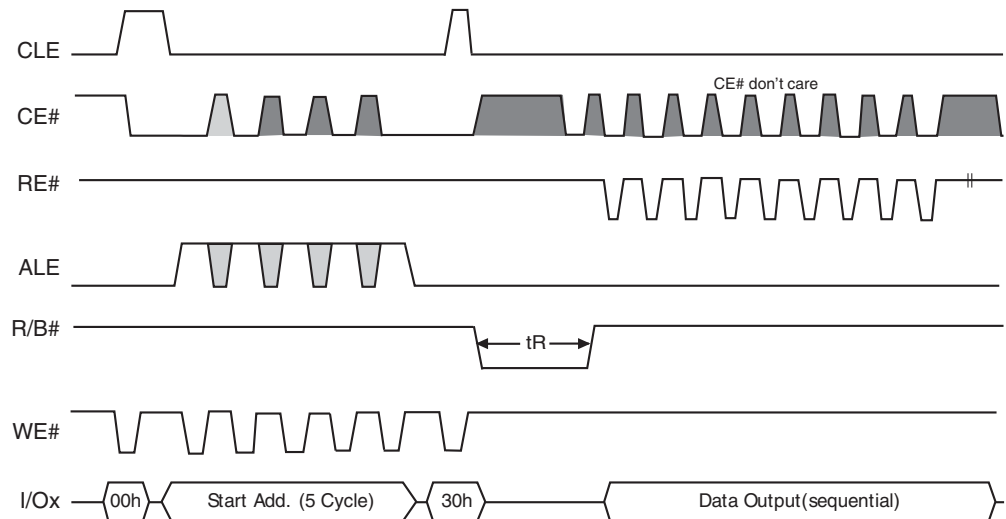 CLE
CE# don't care
CE#
RE#
ALE
R/B#
tR
WE#
I/Ox
00h
Start Add. (5 Cycle)
30h
Data Output(sequential)